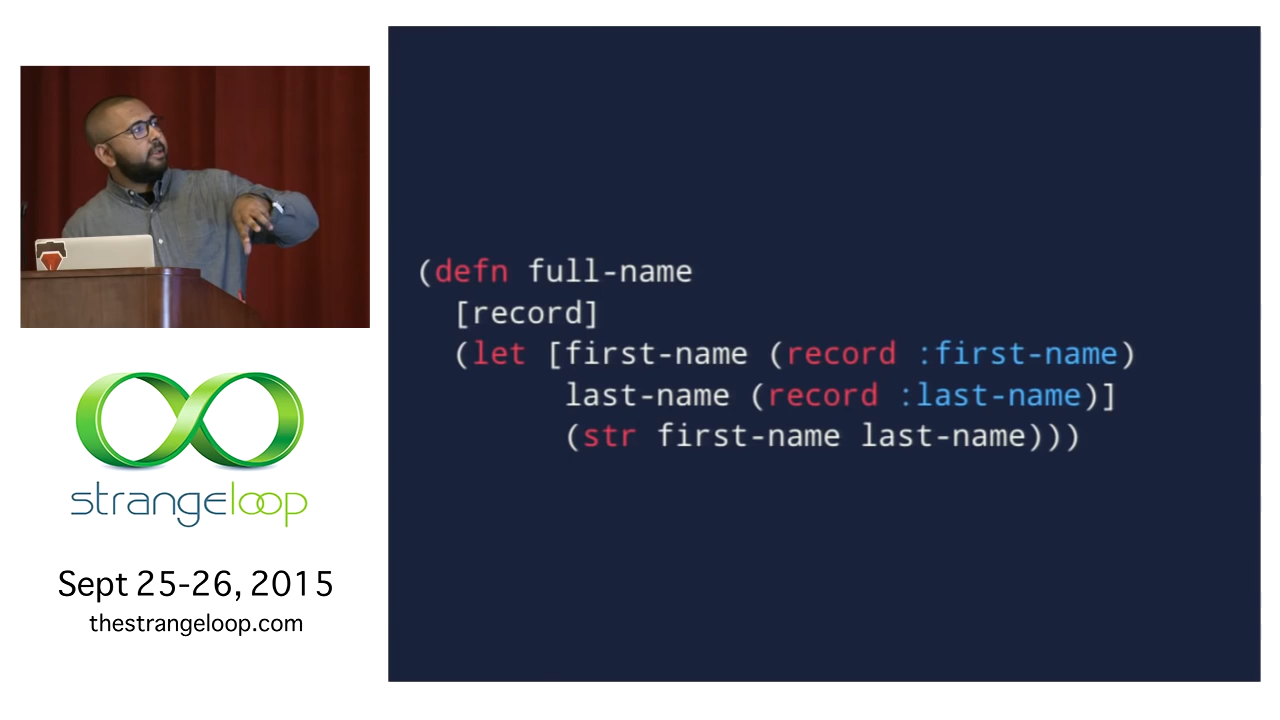 (defn full-name
[record]
(let [first-name (record :first-name)
last-name (record :last-name)]
(str first-name last-name)))
strangeloop
Sept 25-26, 2015
thestrangeloop.com